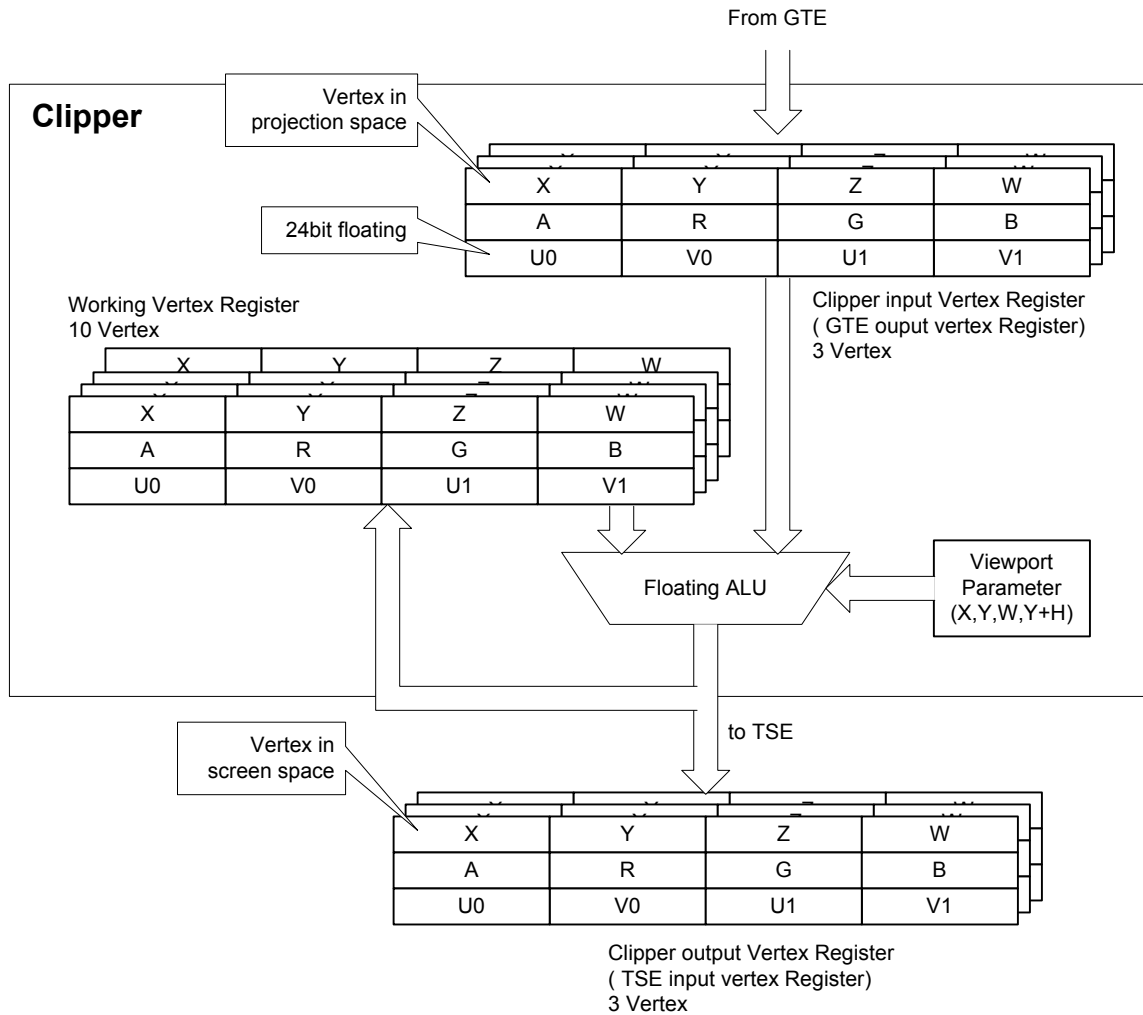 From GTE
Clipper
Vertex in
projection space
X Y Z W
A R G B
24bit floating
U0 V0 U1 V1
Clipper input Vertex Register
( GTE ouput vertex Register)
3 Vertex
Working Vertex Register
10 Vertex
X Y Z W
X Y Z W
A R G B
U0 V0 U1 V1
Floating ALU
Viewport
Parameter
(X,Y,W,Y+H)
to TSE
Vertex in
screen space
X Y Z W
A R G B
U0 V0 U1 V1
Clipper output Vertex Register
( TSE input vertex Register)
3 Vertex